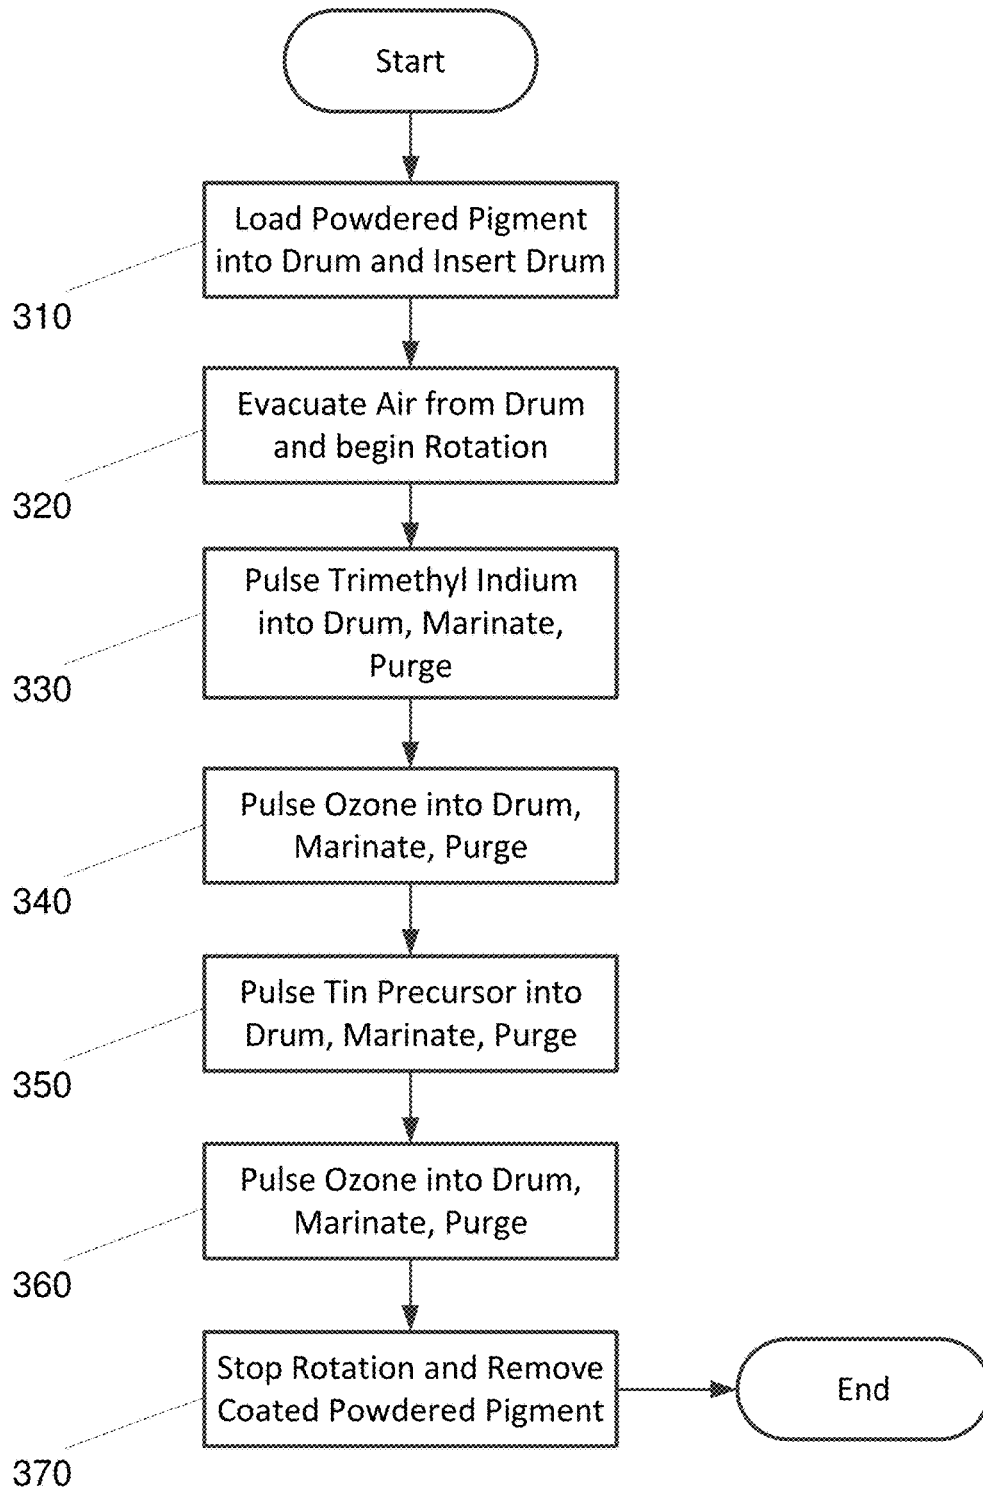 Start
Load Powdered Pigment
into Drum and Insert Drum
310
Evacuate Air from Drum
and begin Rotation
320
Pulse Trimethyl Indium
into Drum, Marinate,
Purge
330
Pulse Ozone into Drum,
Marinate, Purge
340
Pulse Tin Precursor into
Drum, Marinate, Purge
350
Pulse Ozone into Drum,
Marinate, Purge
360
Stop Rotation and Remove
Coated Powdered Pigment
370
End